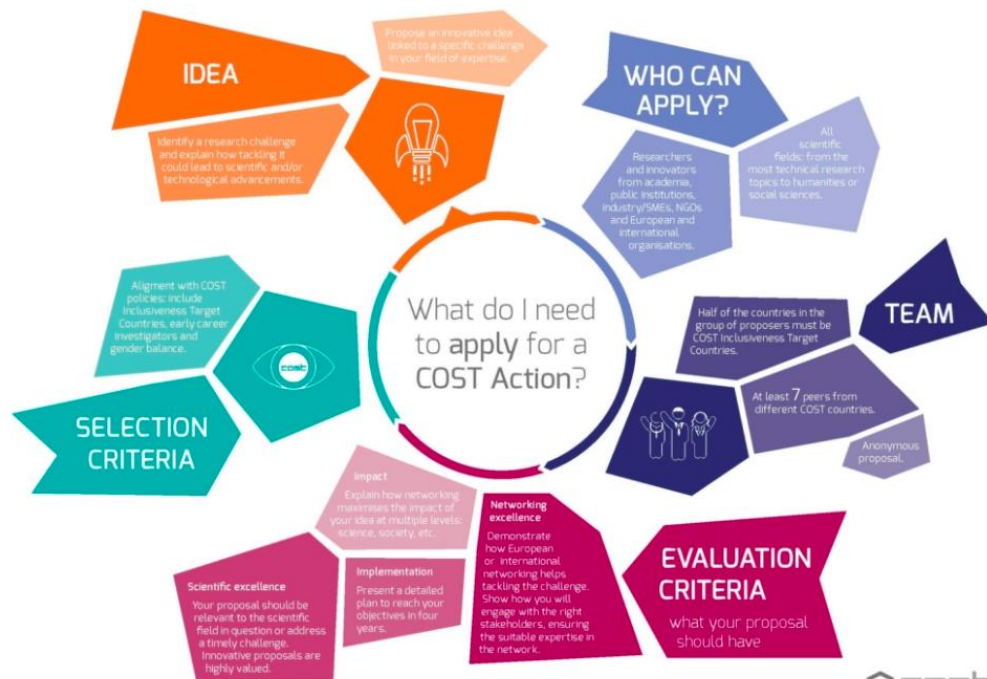 IDEA
Propose an innovative idea
linked to a specific challenge
in your field of expertise.
Identify a research challenge
and explain how tackling it
could lead to scientific and/or
technological advancements.
WHO CAN
APPLY?
Researchers
and innovators
from academia,
public institutions,
industry/SMEs, NGOs
and European and
international
organisations.
All
scientific
fields: from the
most technical research
topics to humanities or
social sciences.
What do I need
to apply for a
COST Action?
TEAM
Half of the countries in the
group of proposers must be
COST Inclusiveness Target
Countries.
At least 7 peers from
different COST countries.
Anonymous
proposal.
EVALUATION
CRITERIA
what your proposal
should have
Networking
excellence
Demonstrate
how European
or international
networking helps
tackling the challenge.
Show how you will
engage with the right
stakeholders, ensuring
the suitable expertise in
the network.
Impact
Explain how networking
maximises the impact of
your idea at multiple levels:
science, society, etc.
Implementation
Present a detailed
plan to reach your
objectives in four
years.
Scientific excellence
Your proposal should be
relevant to the scientific
field in question or address
a timely challenge.
Innovative proposals are
highly valued.
SELECTION
CRITERIA
Aligment with COST
policies: include
Inclusiveness Target
Countries, early career
investigators and
gender balance.
cost